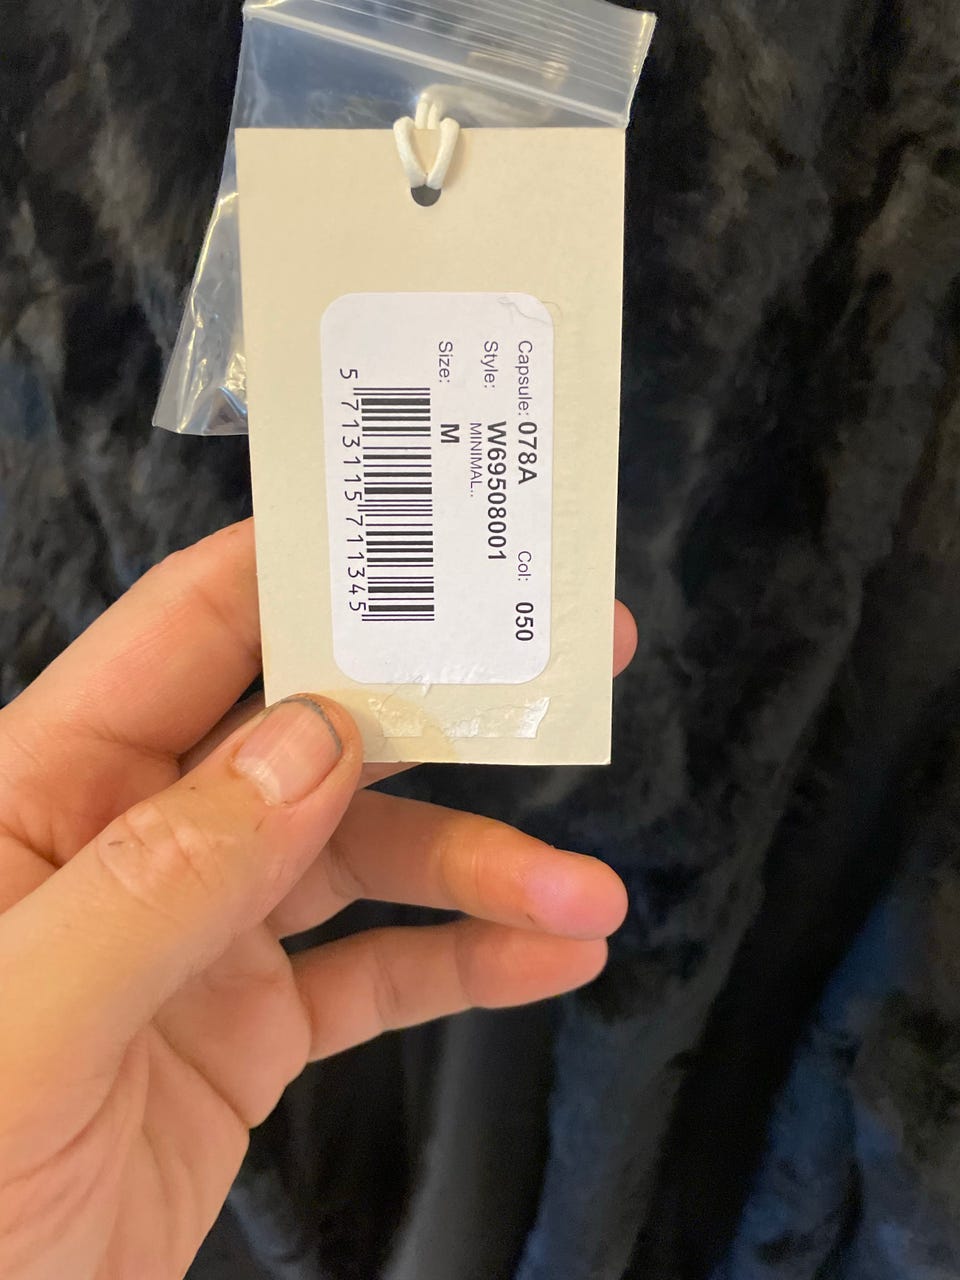 Capsule: 078A Col: 050
Style: W69508001
MINIMAL..
Size: M
5 713115 711345